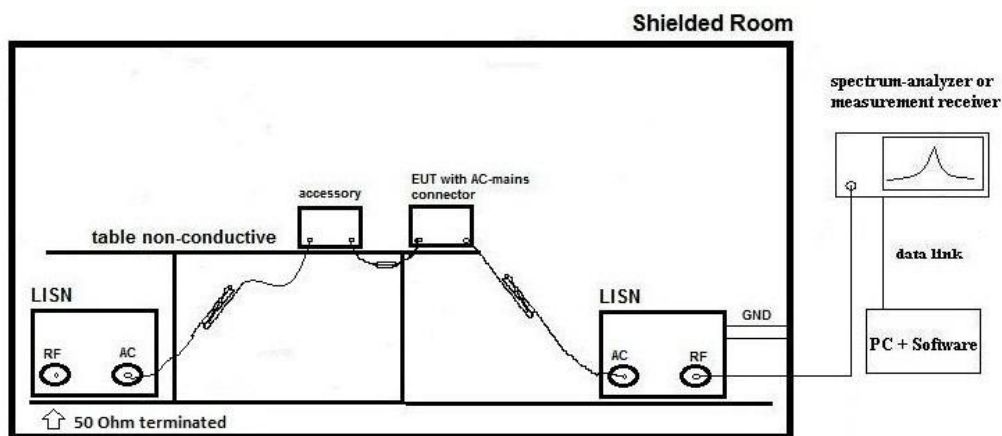 Shielded Room
spectrum-analyzer or
measurement receiver
EUT with AC-mains
connector
accessory
table non-conductive
data link
LISN
LISN
GND
RF
AC
AC
RF
PC + Software
50 Ohm terminated